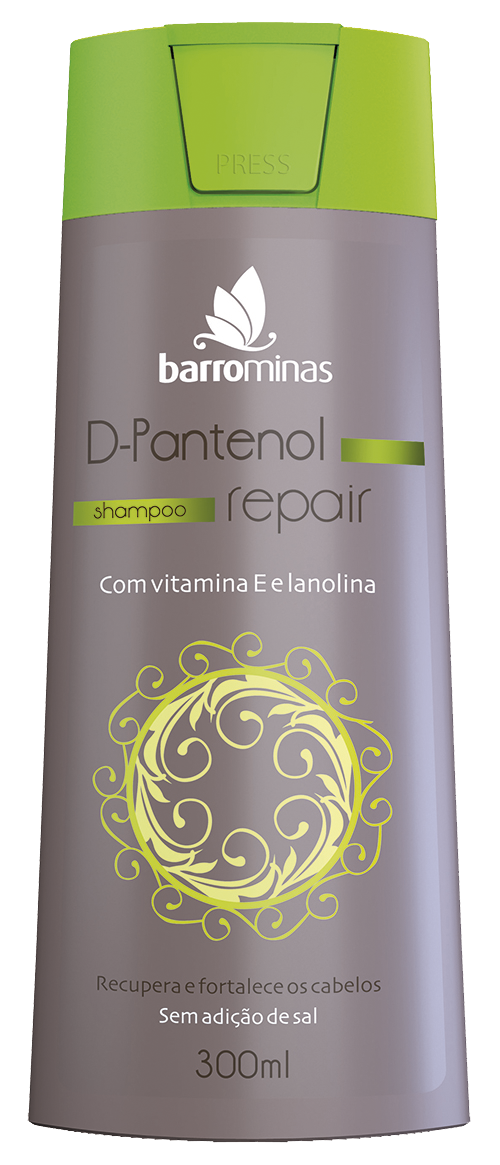 PRESS
barrominas
D-Pantenol
shampoo repair
Com vitamina E e lanolina
Recupera e fortalece os cabelos
Sem adição de sal
300ml